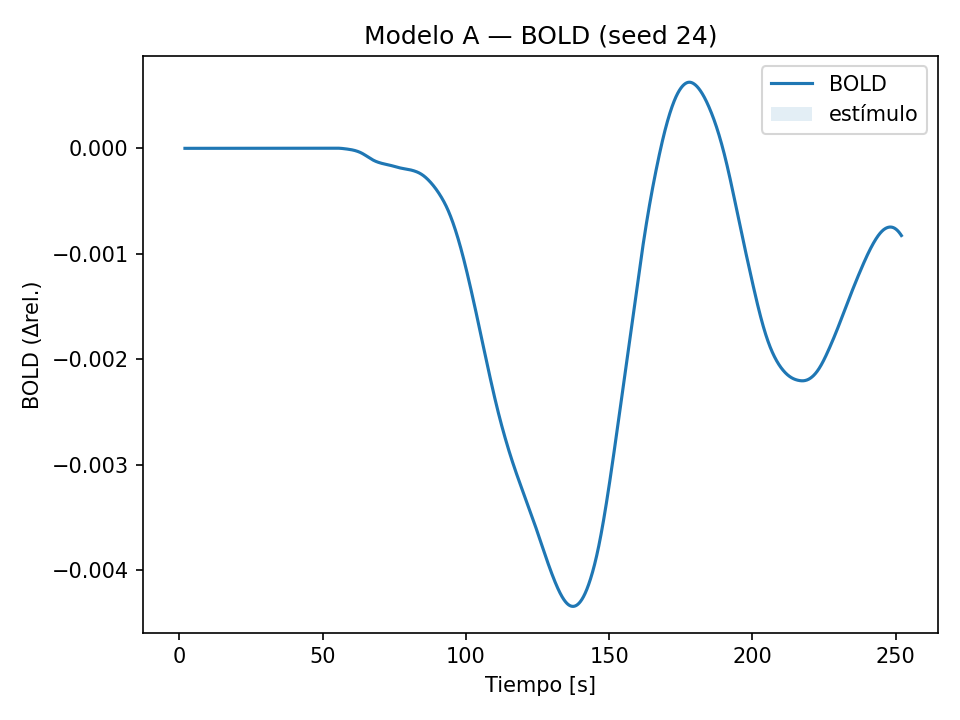 Modelo A — BOLD (seed 24)
BOLD
estímulo
0.000
−0.001
−0.002
−0.003
−0.004
BOLD (Δrel.)
0
50
100
150
200
250
Tiempo [s]